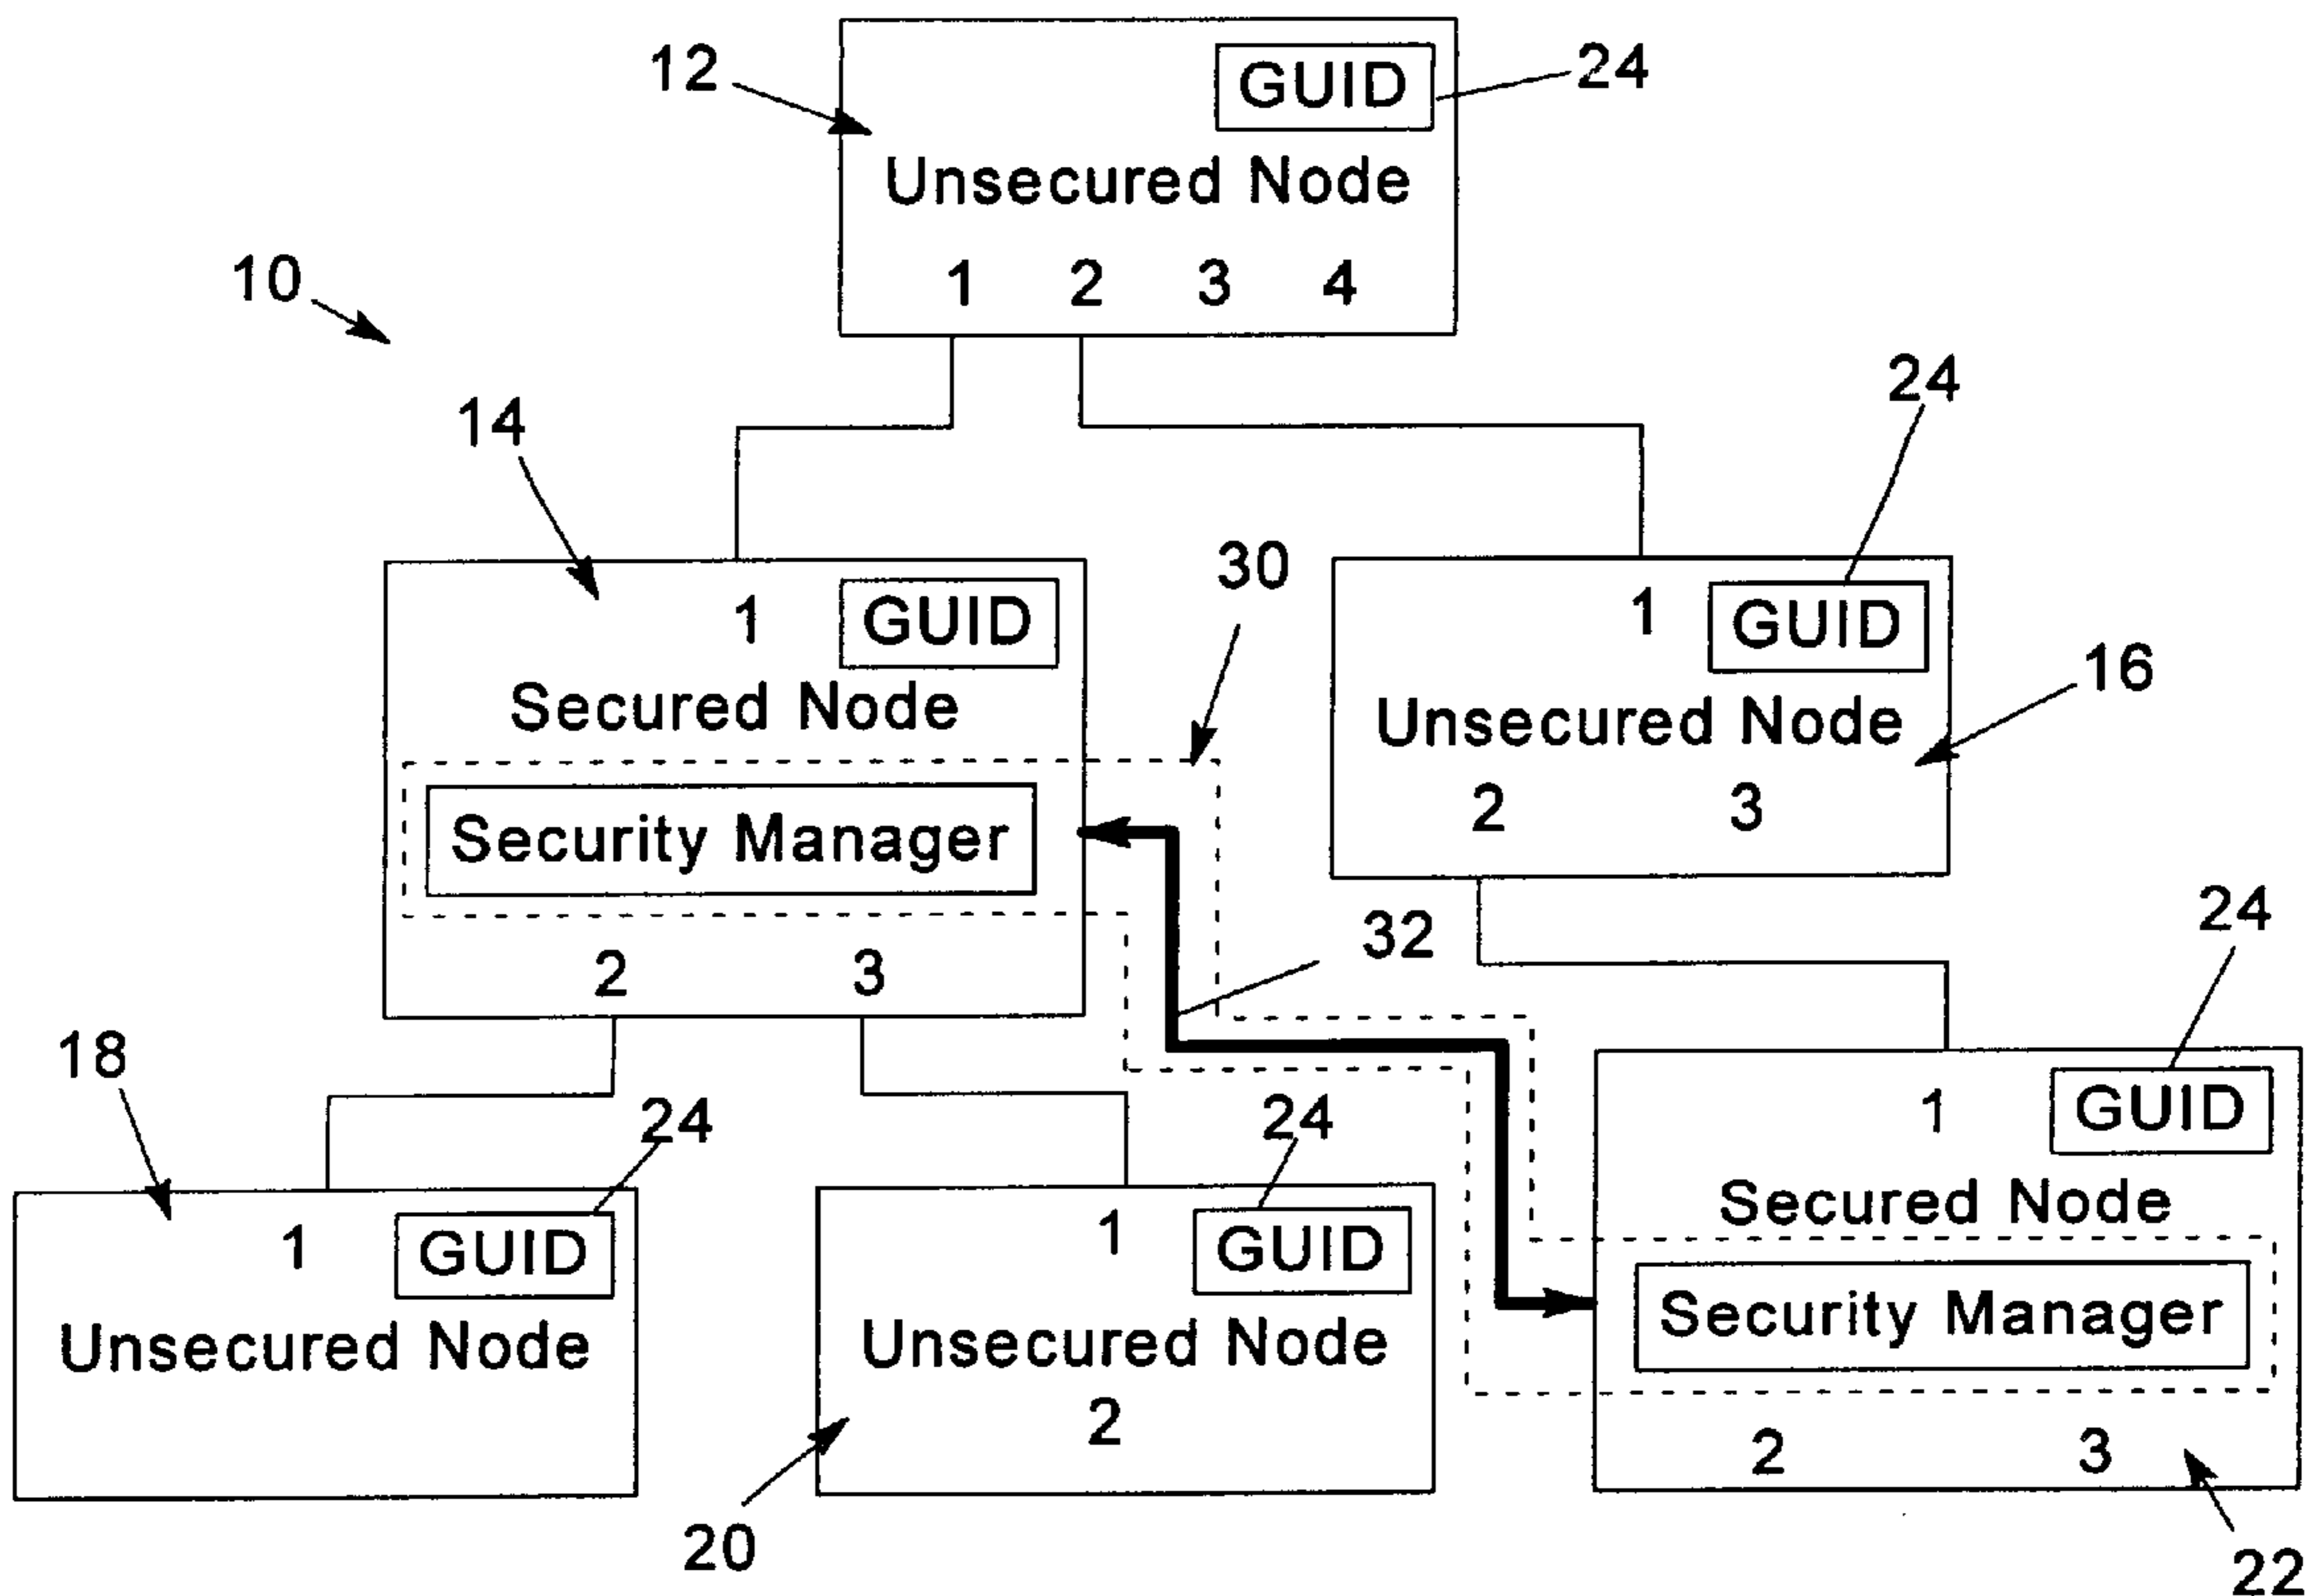 12
GUID
24
Unsecured Node
1 2 3 4
10
14
24
30
1
GUID
Secured Node
Security Manager
2 3
1
GUID
16
Unsecured Node
2 3
32
24
18
24
24
1
GUID
Unsecured Node
1
GUID
Unsecured Node
2
20
1
GUID
Secured Node
Security Manager
2 3
22